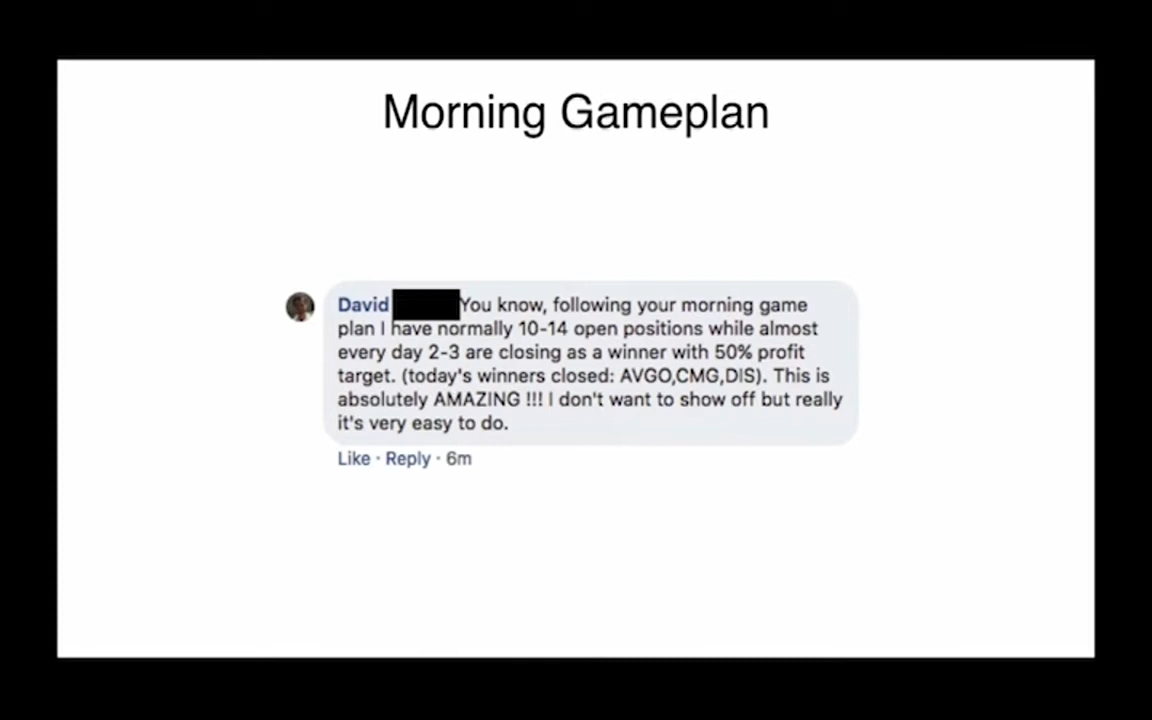 Morning Gameplan
David You know, following your morning game
plan I have normally 10-14 open positions while almost
every day 2-3 are closing as a winner with 50% profit
target. (today's winners closed: AVGO,CMG,DIS). This is
absolutely AMAZING !!! I don't want to show off but really
it's very easy to do.
Like · Reply · 6m